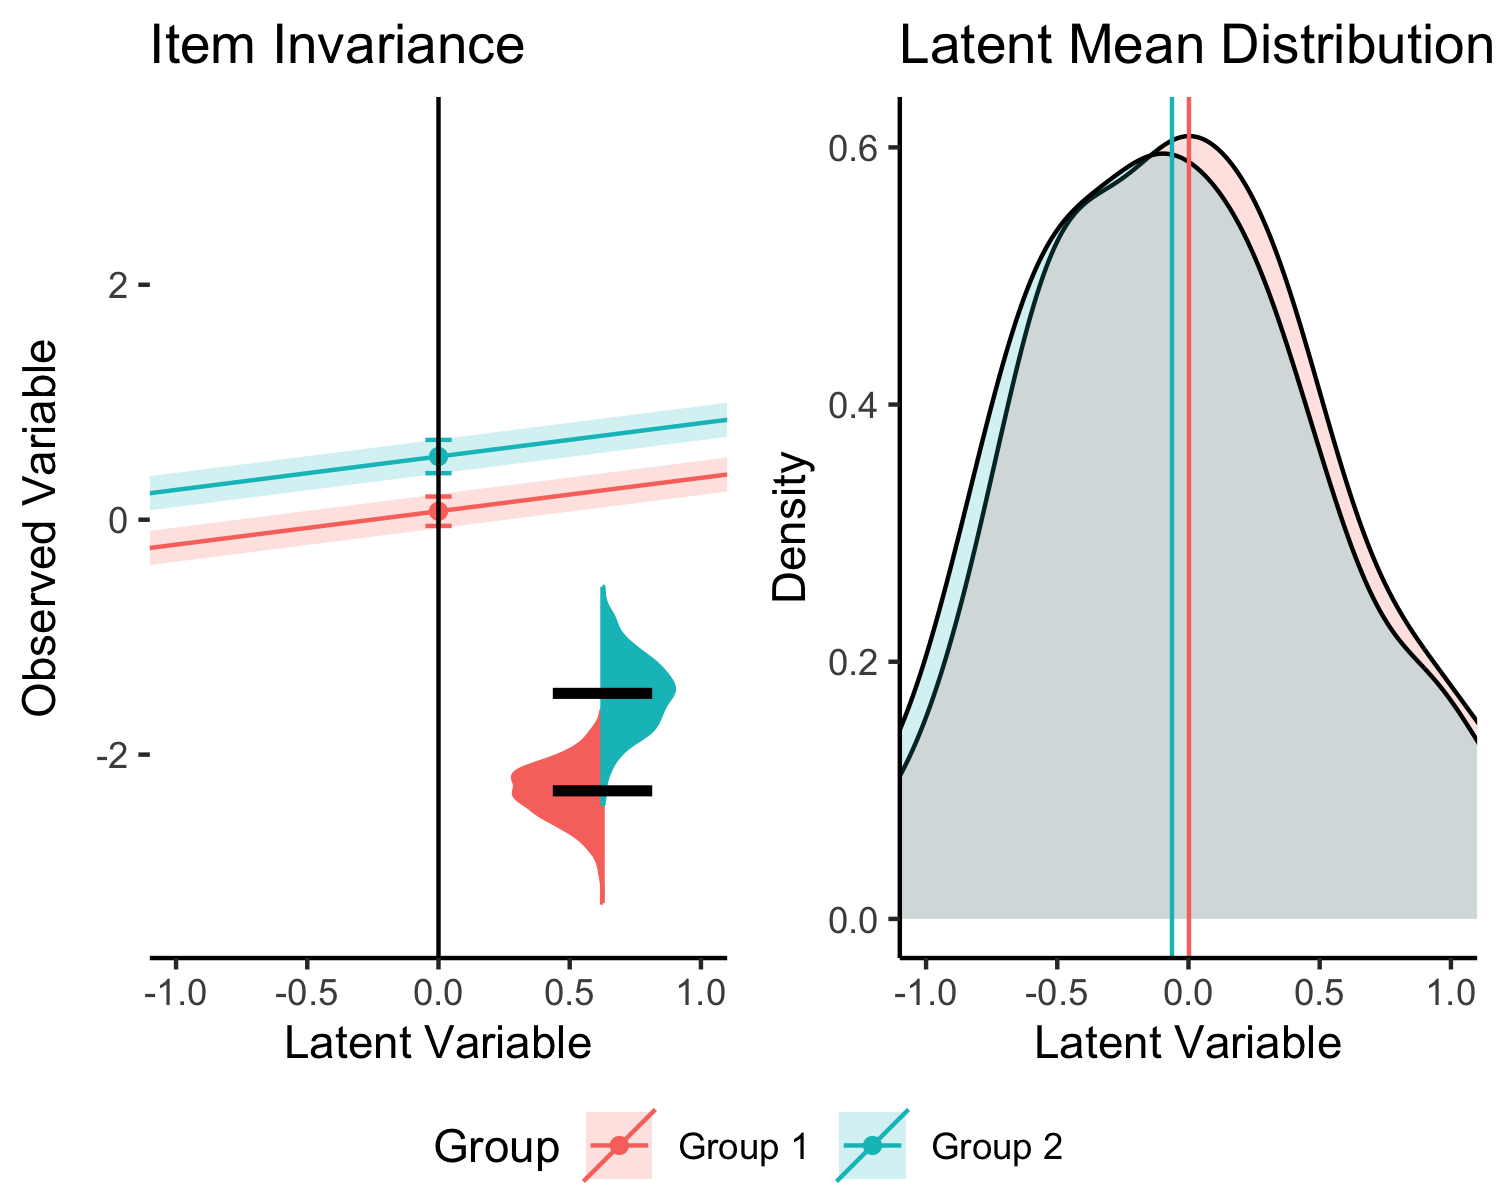 Item Invariance
Latent Mean Distribution
Observed Variable
2
0
-2
-1.0 -0.5 0.0 0.5 1.0
Latent Variable
Density
0.6
0.4
0.2
0.0
-1.0 -0.5 0.0 0.5 1.0
Latent Variable
Group Group 1 Group 2